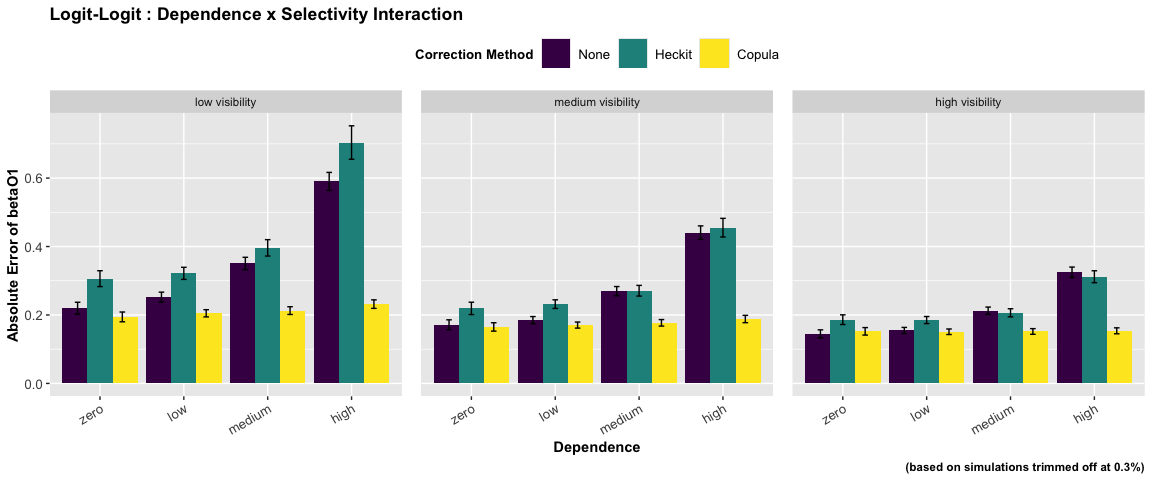 Logit-Logit : Dependence x Selectivity Interaction
Correction Method None Heckit Copula
low visibility medium visibility high visibility
Absolute Error of betaO1
0.6
0.4
0.2
0.0
zero low medium high zero low medium high zero low medium high
Dependence
(based on simulations trimmed off at 0.3%)